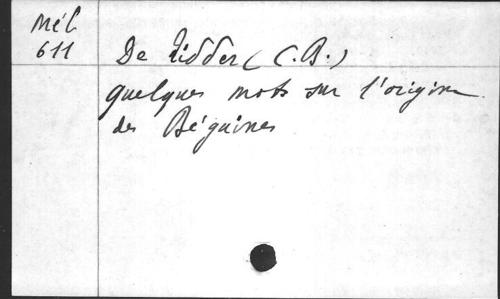 Mél
611
De Ridder (C.B.)
quelques mots sur l'origine
des Béguines